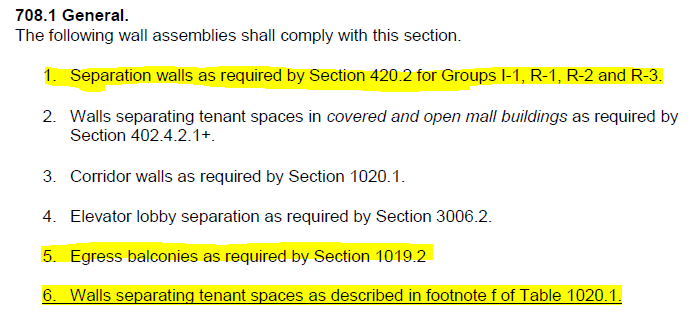 708.1 General.
The following wall assemblies shall comply with this section.
1. Separation walls as required by Section 420.2 for Groups I-1, R-1, R-2 and R-3.
2. Walls separating tenant spaces in covered and open mall buildings as required by
Section 402.4.2.1+.
3. Corridor walls as required by Section 1020.1.
4. Elevator lobby separation as required by Section 3006.2.
5. Egress balconies as required by Section 1019.2
6. Walls separating tenant spaces as described in footnote f of Table 1020.1.